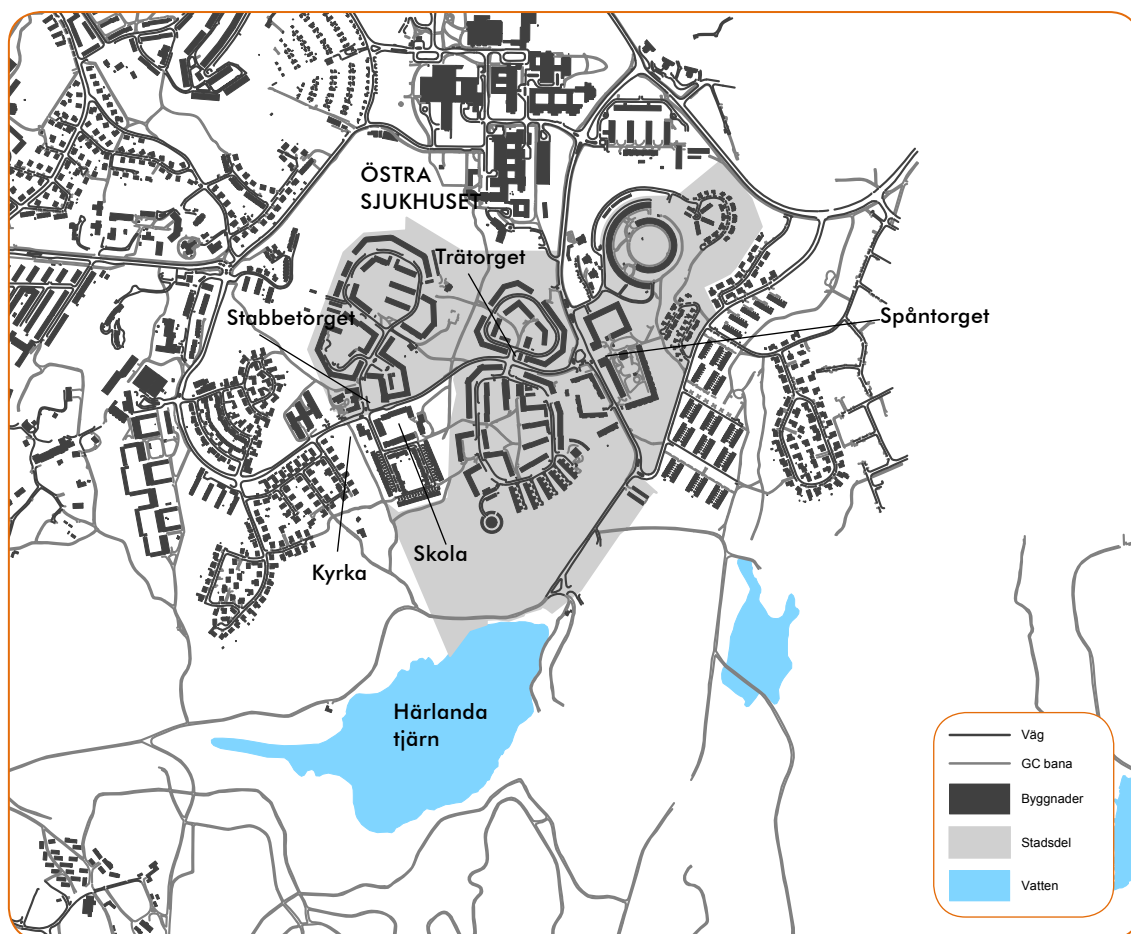 ÖSTRA
SJUKHUSET
Trätorget
Stabbetorget
Spåntorget
Skola
Kyrka
Härlanda
tjärn
Väg
GC bana
Byggnader
Stadsdel
Vatten